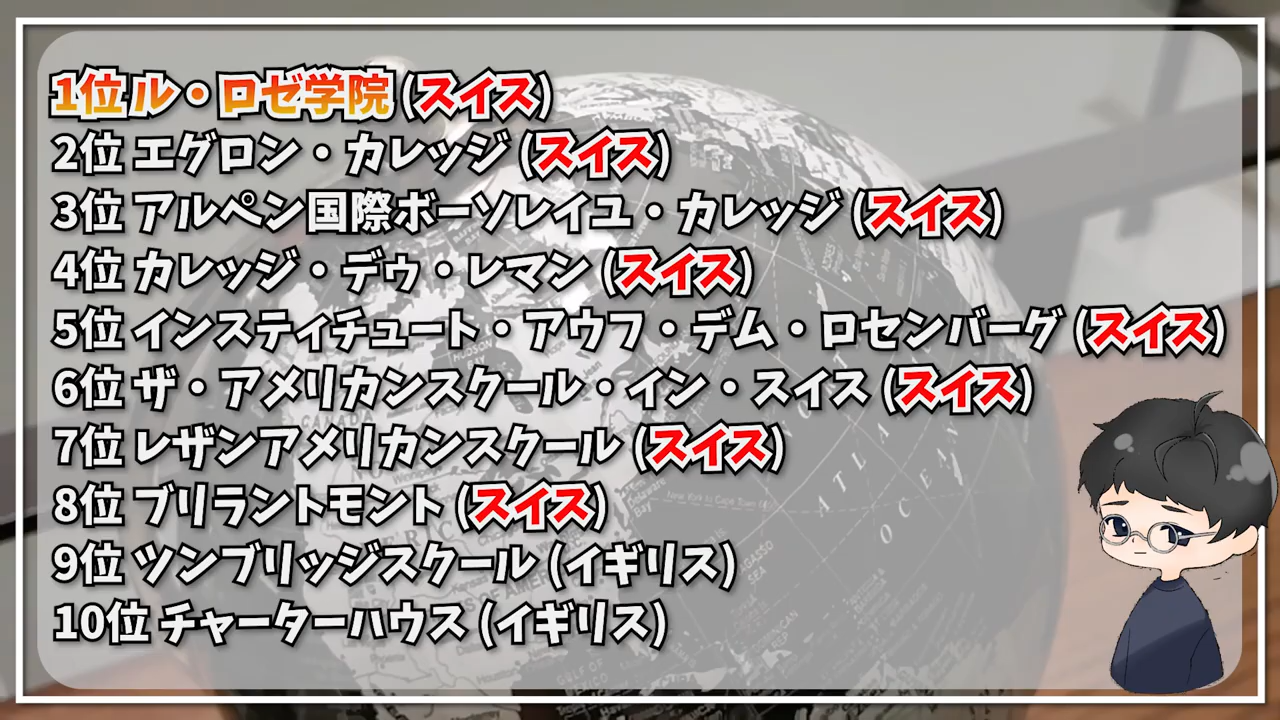 1位 ル・ロゼ学院 (スイス)
2位 エグロン・カレッジ (スイス)
3位 アルペン国際ボーソレイユ・カレッジ (スイス)
4位 カレッジ・デゥ・レマン (スイス)
5位 インスティチュート・アウフ・デム・ロセンバーグ (スイス)
6位 ザ・アメリカンスクール・イン・スイス (スイス)
7位 レザンアメリカンスクール (スイス)
8位 ブリラントモント (スイス)
9位 ツンブリッジスクール (イギリス)
10位 チャーターハウス (イギリス)
CANADA
HUDSON BAY
ATL
OCEA